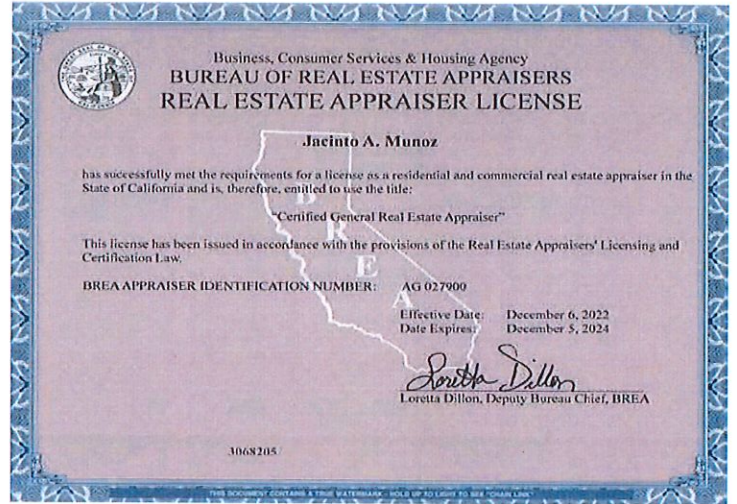 Business, Consumer Services & Housing Agency
BUREAU OF REAL ESTATE APPRAISERS
REAL ESTATE APPRAISER LICENSE
Jacinto A. Munoz
has successfully met the requirements for a license as a residential and commercial real estate appraiser in the
State of California and is, therefore, entitled to use the title:
"Certified General Real Estate Appraiser"
This license has been issued in accordance with the provisions of the Real Estate Appraisers' Licensing and
Certification Law.
BREA APPRAISER IDENTIFICATION NUMBER: AG 027900
Effective Date: December 6, 2022
Date Expires: December 5, 2024
B
R
E
A
Loretta Dillon
Loretta Dillon, Deputy Bureau Chief, BREA
3068205
THIS DOCUMENT CONTAINS A TRUE WATERMARK - HOLD UP TO LIGHT TO SEE "CHAIN LINK"